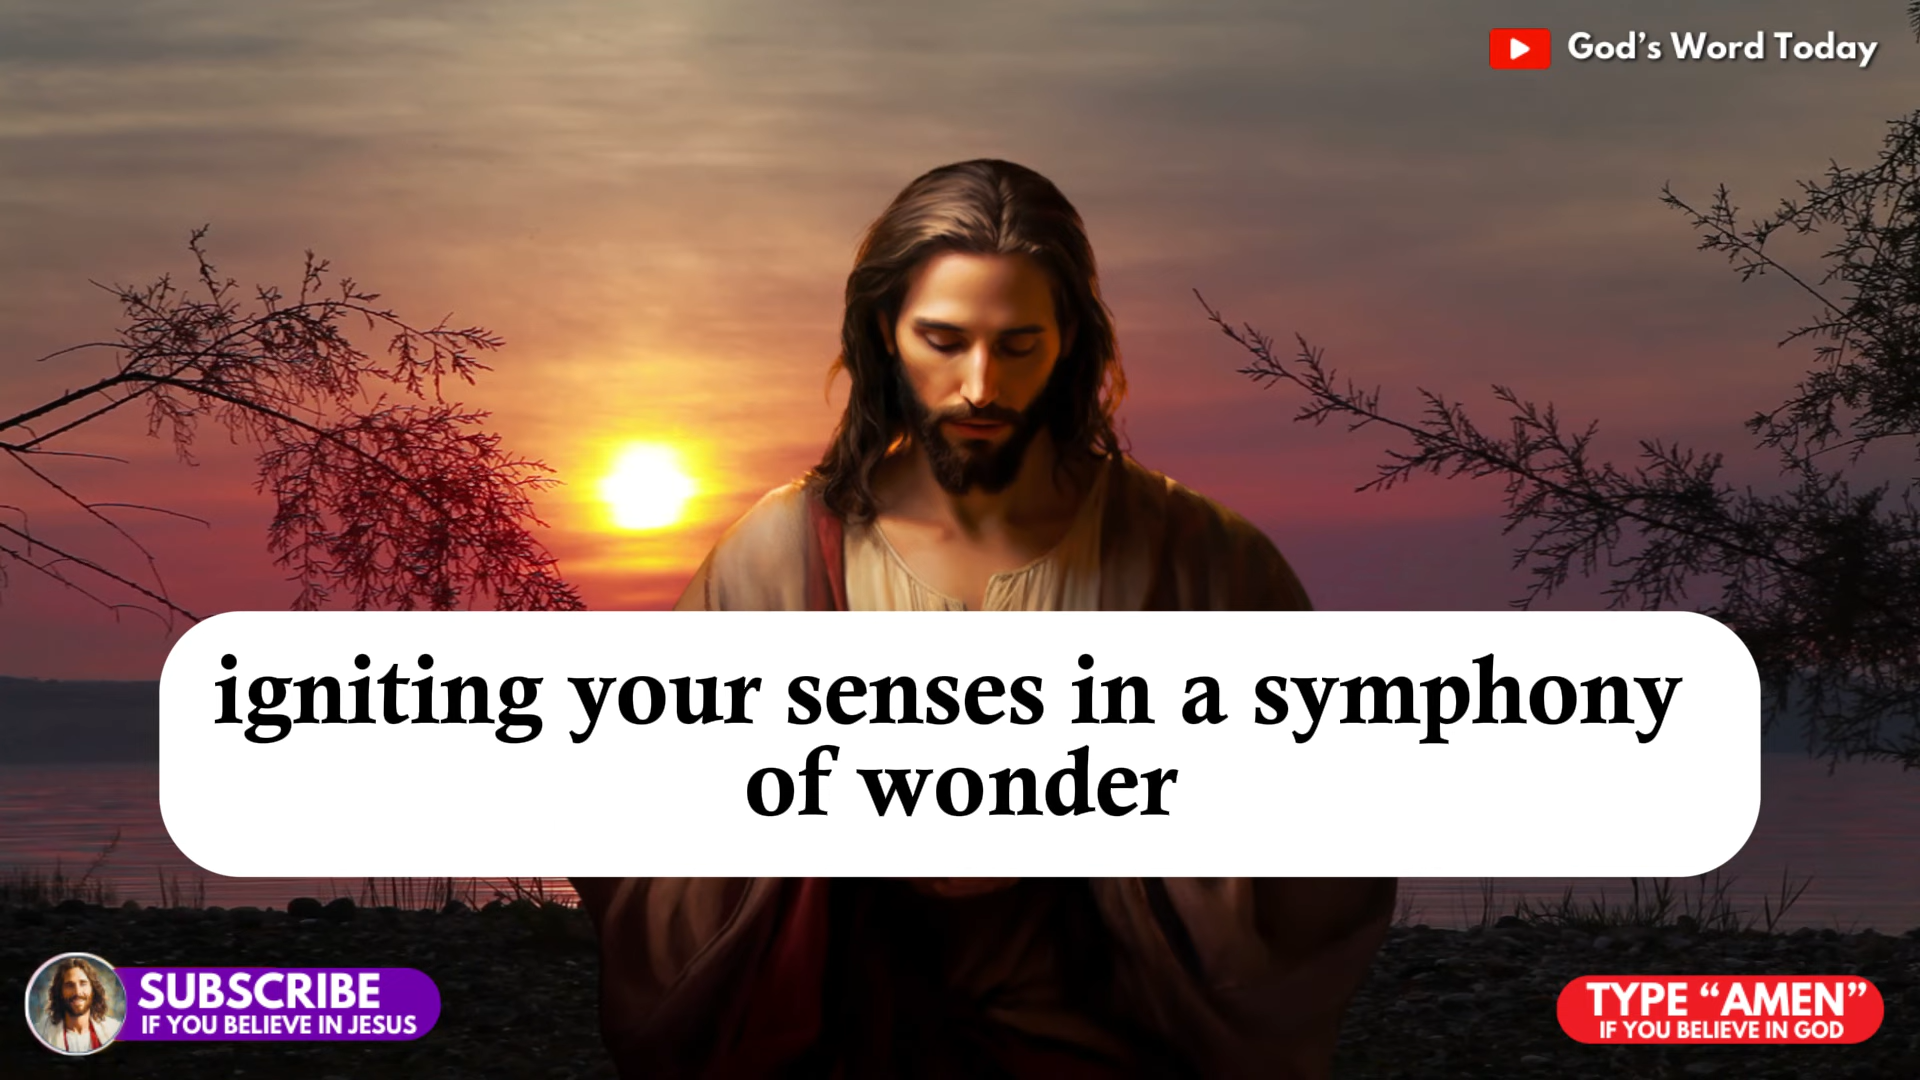 God's Word Today
igniting your senses in a symphony
of wonder
SUBSCRIBE
IF YOU BELIEVE IN JESUS
TYPE “AMEN”
IF YOU BELIEVE IN GOD